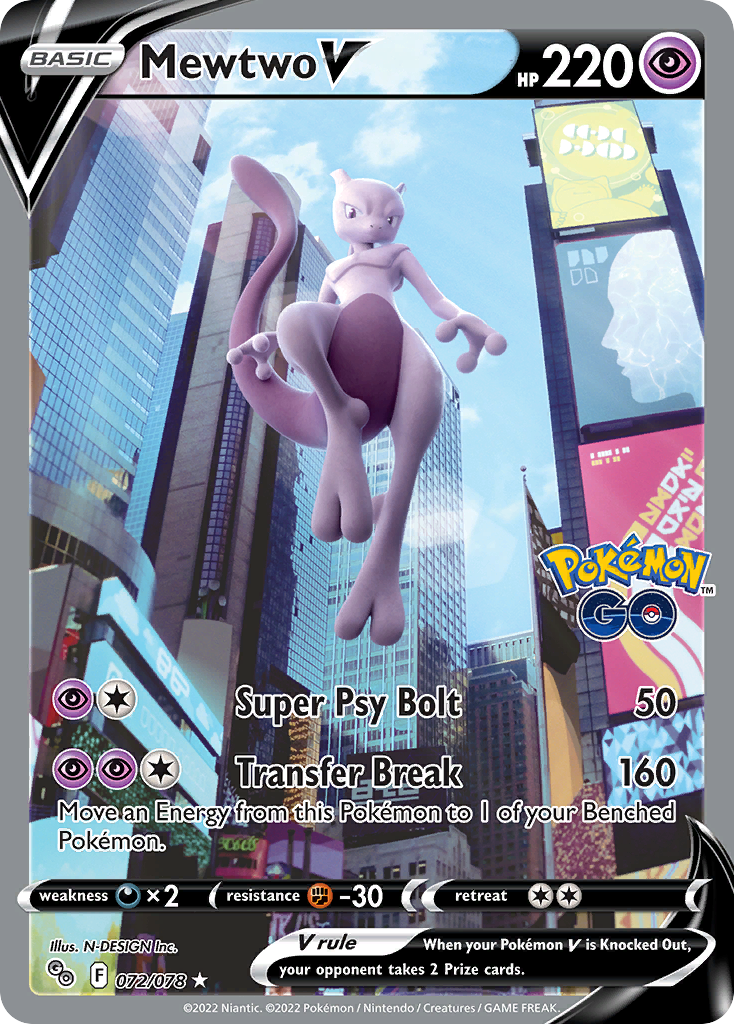 BASIC
Mewtwo V
HP 220
Pokémon
GO
TM
Super Psy Bolt 50
Transfer Break 160
Move an Energy from this Pokémon to 1 of your Benched
Pokémon.
weakness ×2 resistance -30 retreat
Illus. N-DESIGN Inc.
V rule When your Pokémon V is Knocked Out,
your opponent takes 2 Prize cards.
GO F 072/078 ★
©2022 Niantic. ©2022 Pokémon / Nintendo / Creatures / GAME FREAK.